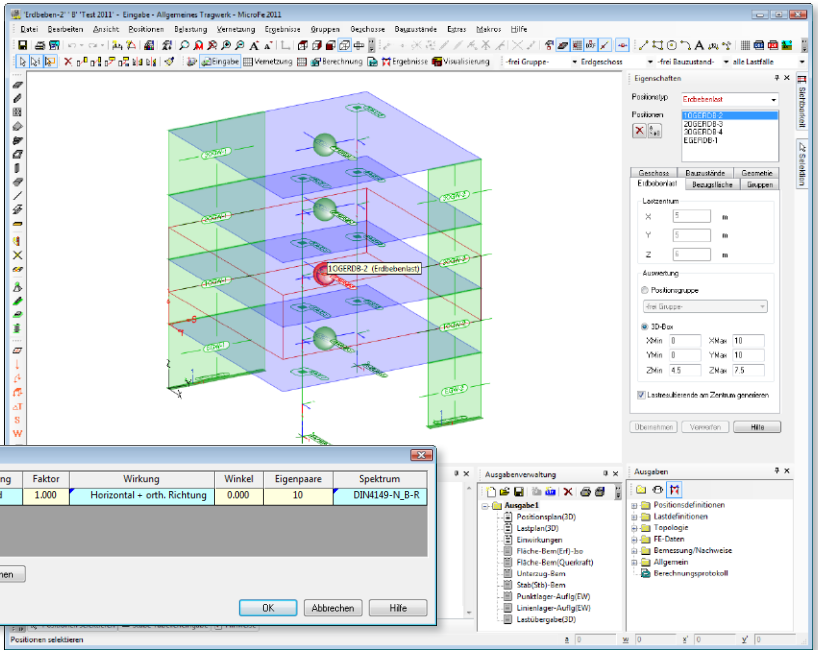 'Erdbeben-2' ' B' 'Test 2011' - Eingabe - Allgemeines Tragwerk - MicroFe 2011
Datei Bearbeiten Ansicht Positionen Belastung Vernetzung Ergebnisse Gruppen Geschosse Bauzustände Extras Makros Hilfe
Eingabe Vernetzung Berechnung Ergebnisse Visualisierung -frei Gruppe- Erdgeschoss -frei Bauzustand- alle Lastfälle
Eigenschaften
Positionstyp Erdbebenlast
Positionen
1OGERDB-2
2OGERDB-3
3OGERDB-4
EGERDB-1
Sichtbarkeit
Selektion
Geschoss Bauzustände Geometrie
Erdbebenlast Bezugsfläche Gruppen
Lastzentrum
X 5 m
Y 5 m
Z 6 m
Auswertung
Positionsgruppe
-frei Gruppe-
3D-Box
XMin 0 XMax 10
YMin 0 YMax 10
ZMin 4.5 ZMax 7.5
Lastresultierende am Zentrum generieren
Übernehmen Verwerfen Hilfe
1OGERDB-2 (Erdbebenlast)
Z
X
Faktor Wirkung Winkel Eigenpaare Spektrum
1.000 Horizontal + orth. Richtung 0.000 10 DIN4149-N_B-R
OK Abbrechen Hilfe
Ausgabenverwaltung
Ausgabe1
Positionsplan(3D)
Lastplan(3D)
Einwirkungen
Fläche-Bem(Erf)-Iso
Fläche-Bem(Querkraft)
Unterzug-Bem
Stab(Stb)-Bem
Punktlager-Auflg(EW)
Linienlager-Auflg(EW)
Lastübergabe(3D)
Ausgaben
Positionsdefinitionen
Lastdefinitionen
Topologie
FE-Daten
Bemessung/Nachweise
Allgemein
Berechnungsprotokoll
Positionen selektieren
0 0 x' 0 y' 0